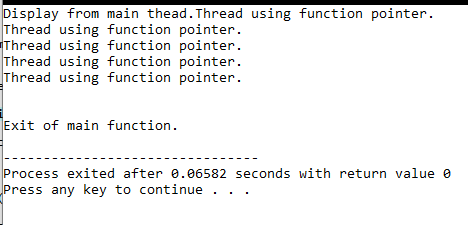 Display from main thead.Thread using function pointer.
Thread using function pointer.
Thread using function pointer.
Thread using function pointer.
Thread using function pointer.
Exit of main function.
--------------------------------
Process exited after 0.06582 seconds with return value 0
Press any key to continue . . .